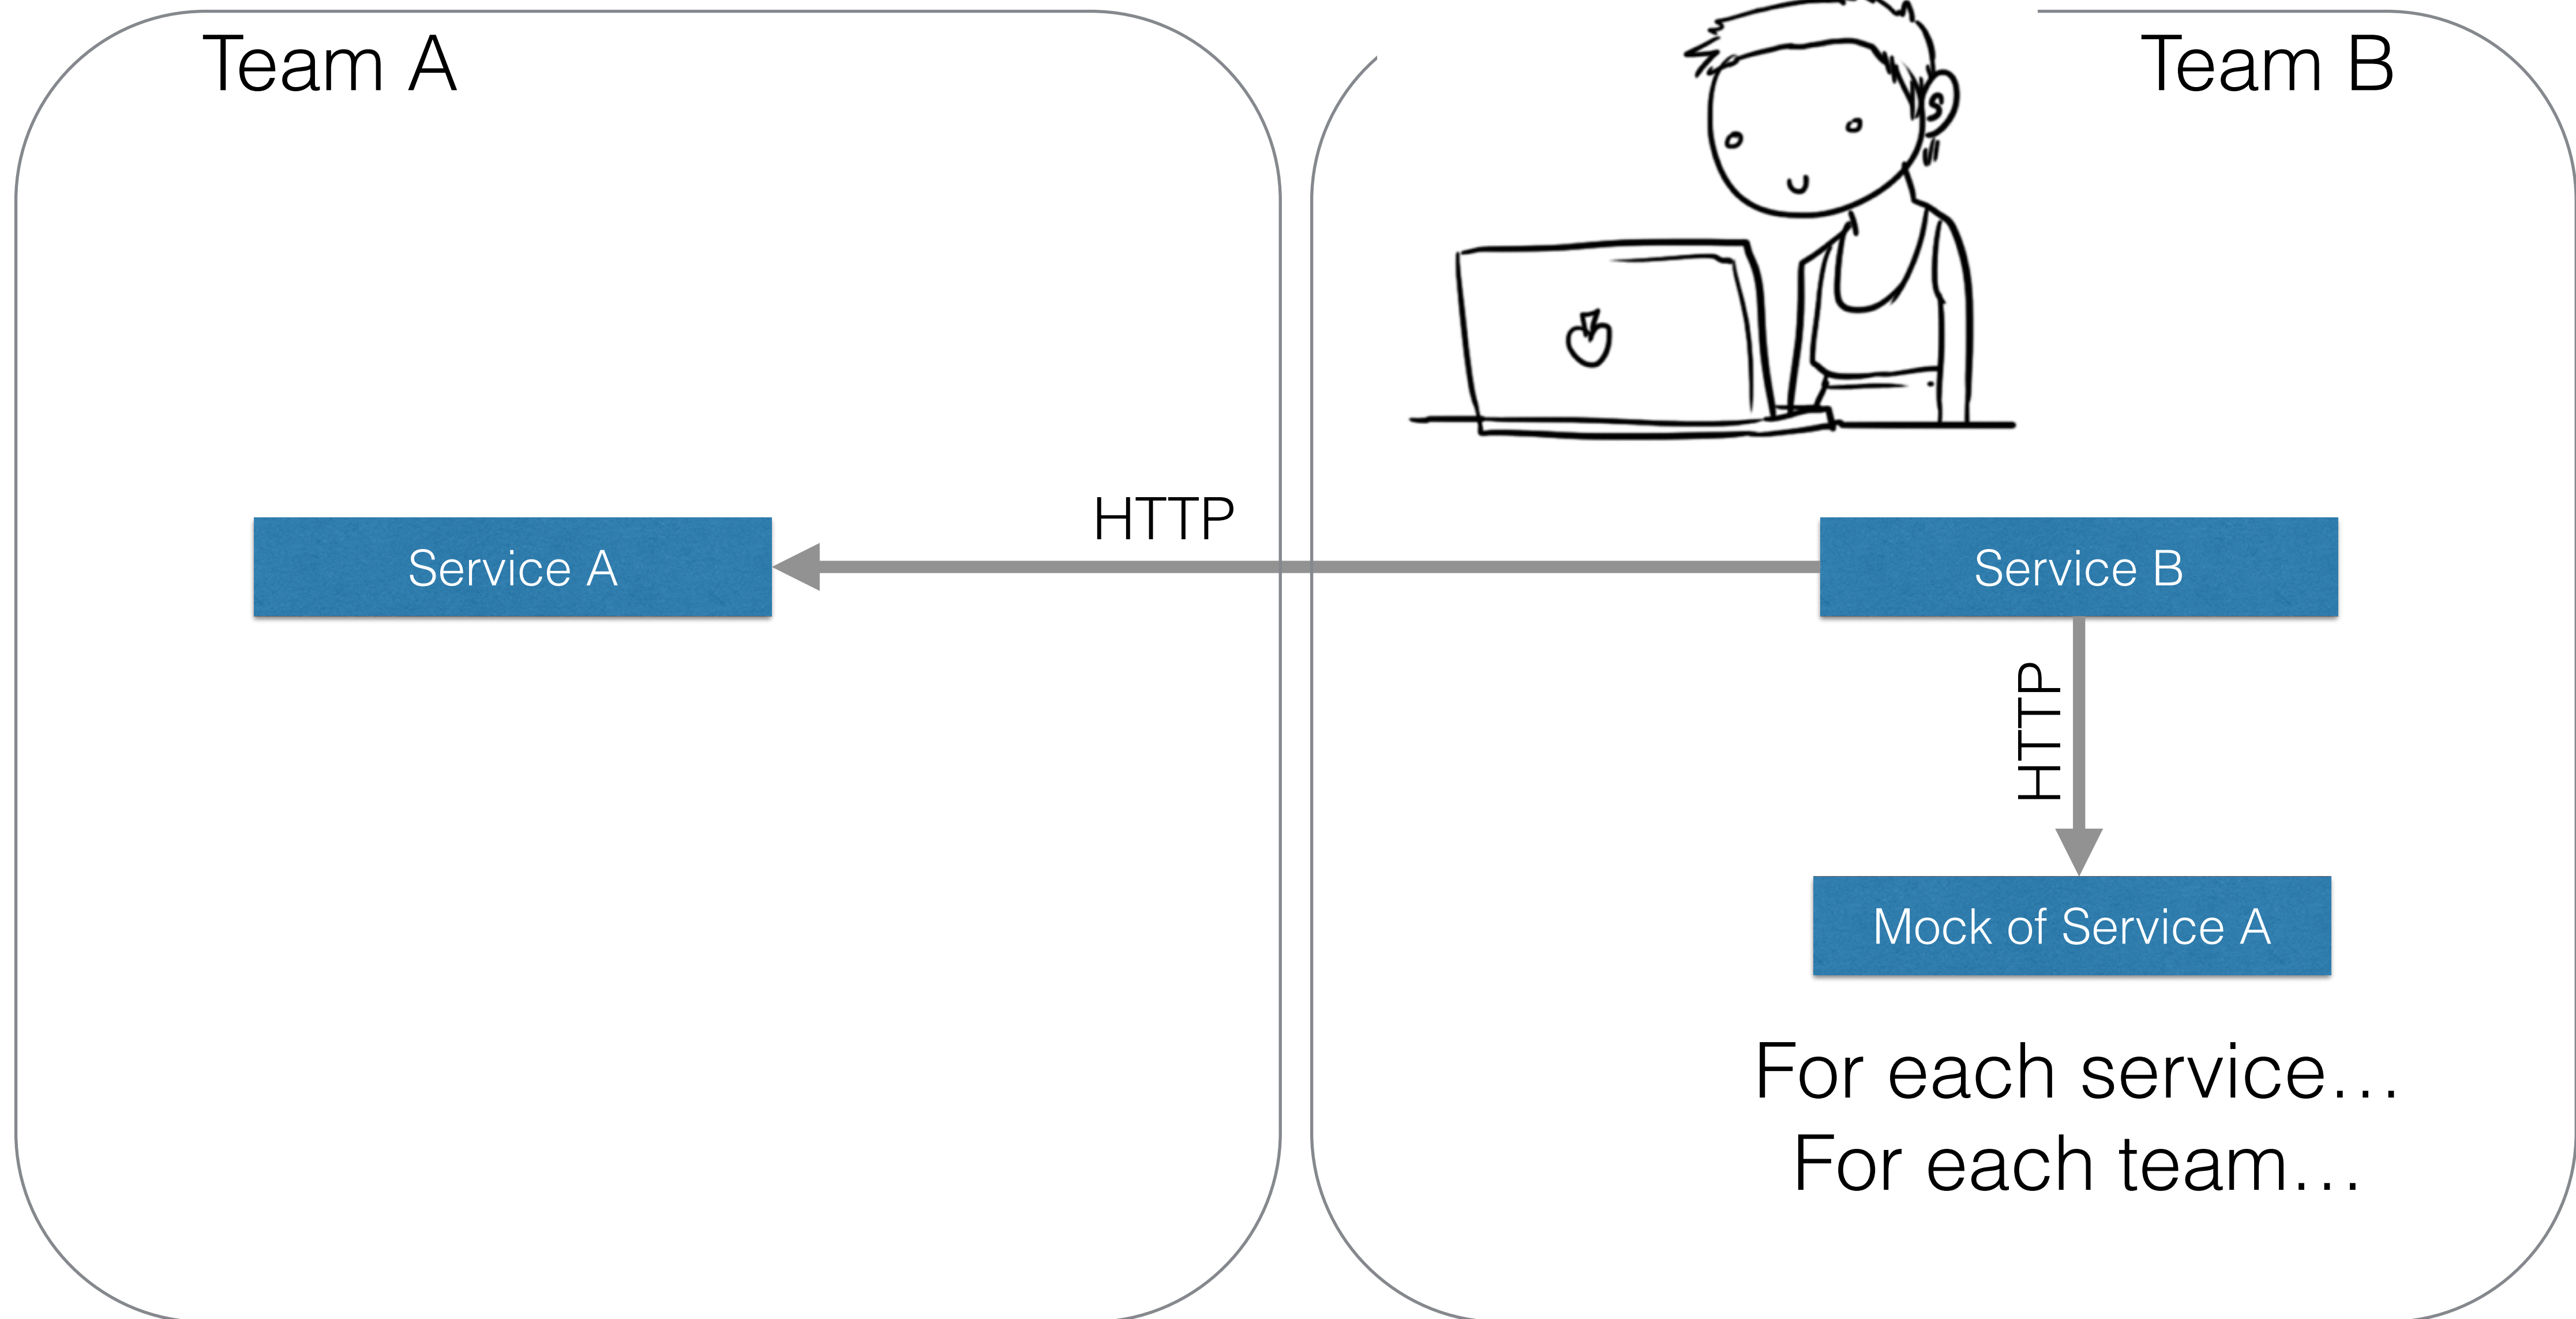 Team A
Team B
HTTP
Service A
Service B
HTTP
Mock of Service A
For each service…
For each team…